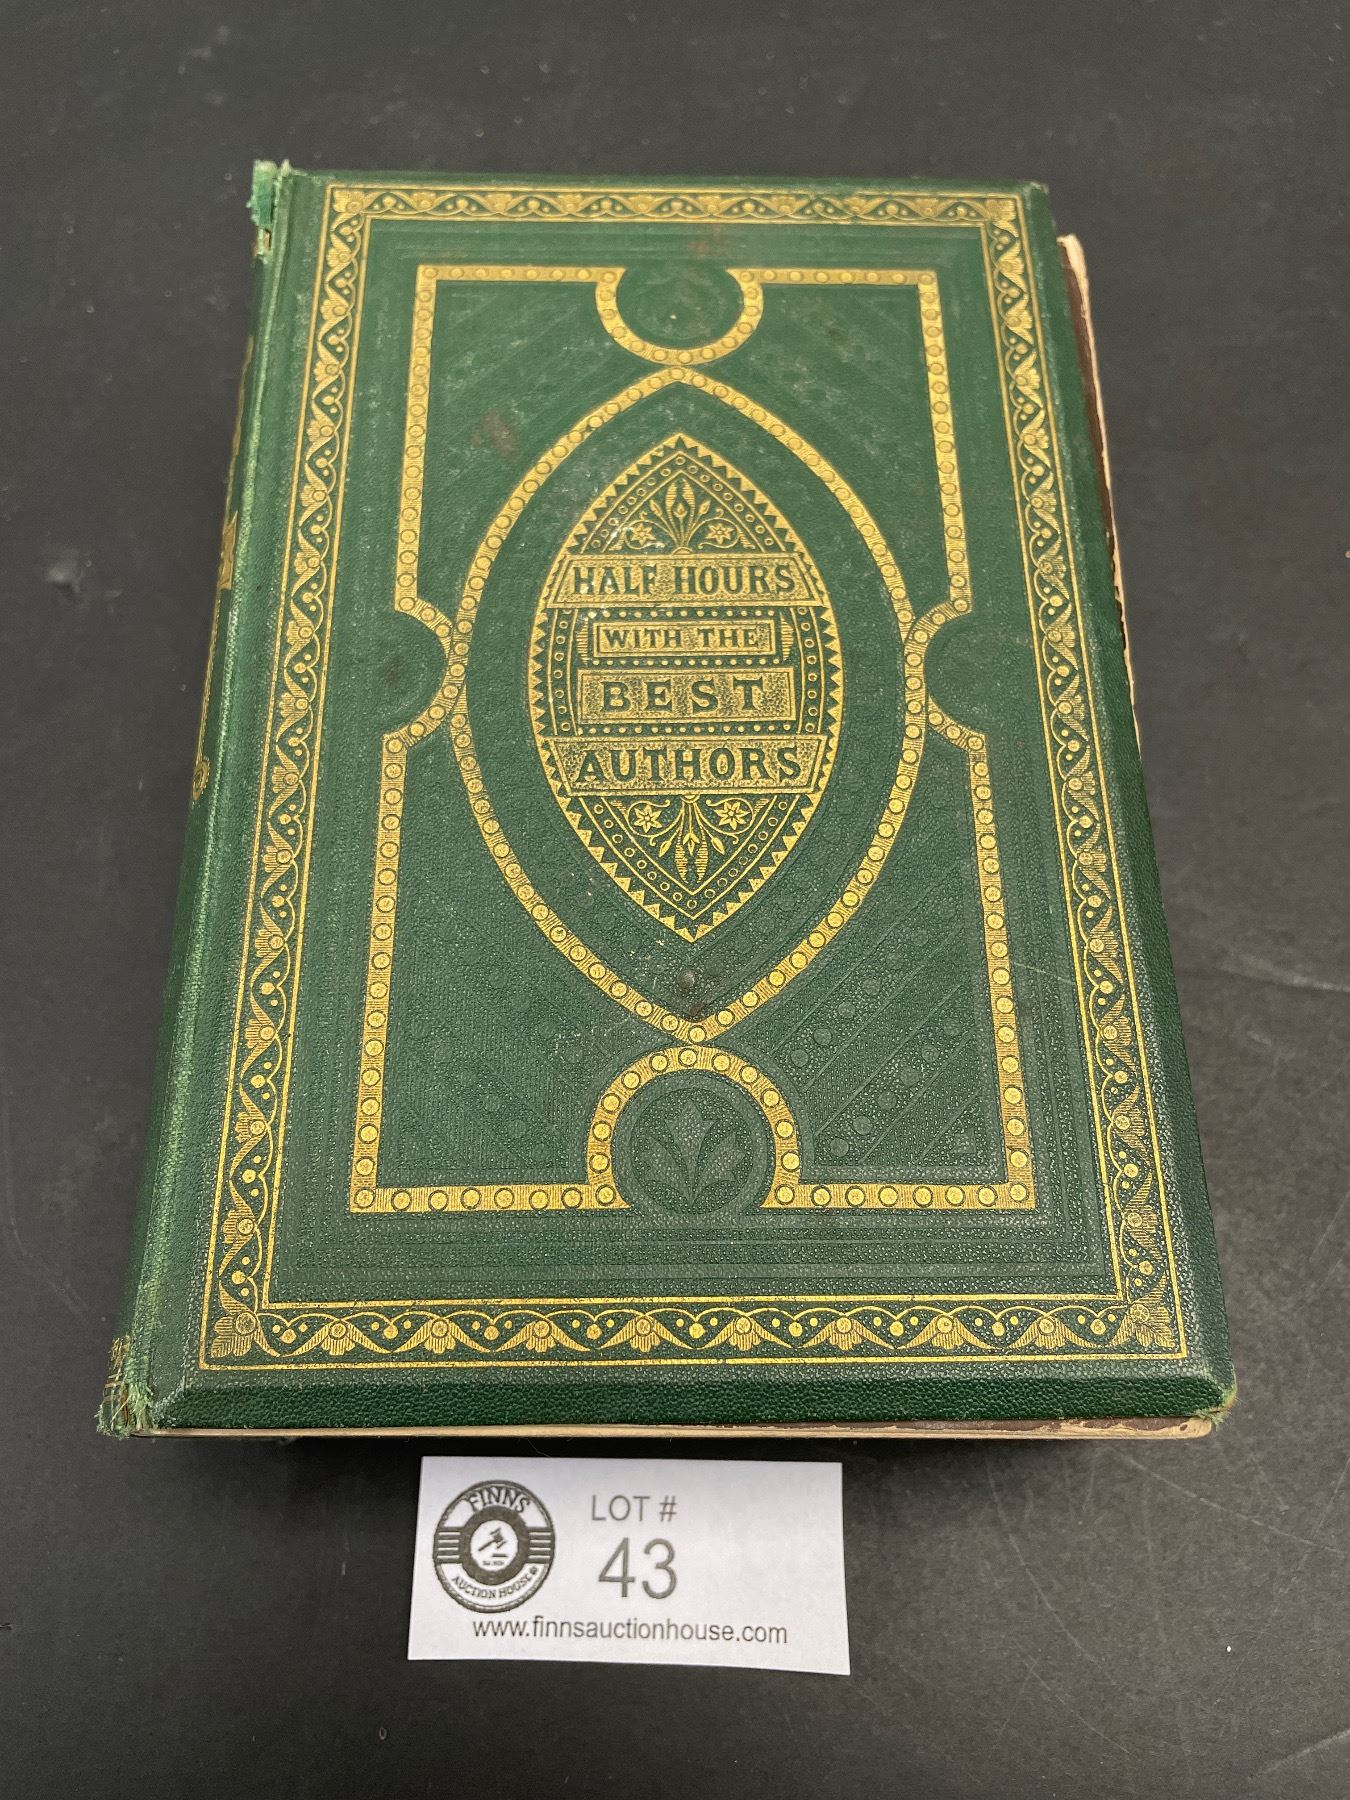 HALF HOURS
WITH THE
BEST
AUTHORS
FINNS
AUCTION HOUSE
LOT #
43
www.finnsauctionhouse.com